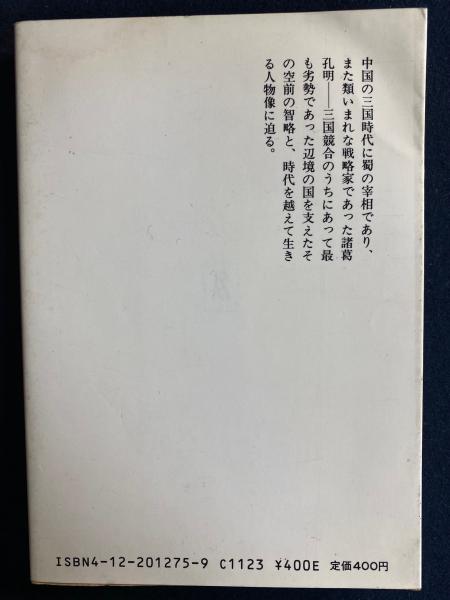 中国の三国時代に蜀の宰相であり、
また類いまれな戦略家であった諸葛
孔明――三国競合のうちにあって最
も劣勢であった辺境の国を支えたそ
の空前の智略と、時代を越えて生き
る人物像に迫る。
ISBN4-12-201275-9 C1123 ¥400E 定価400円